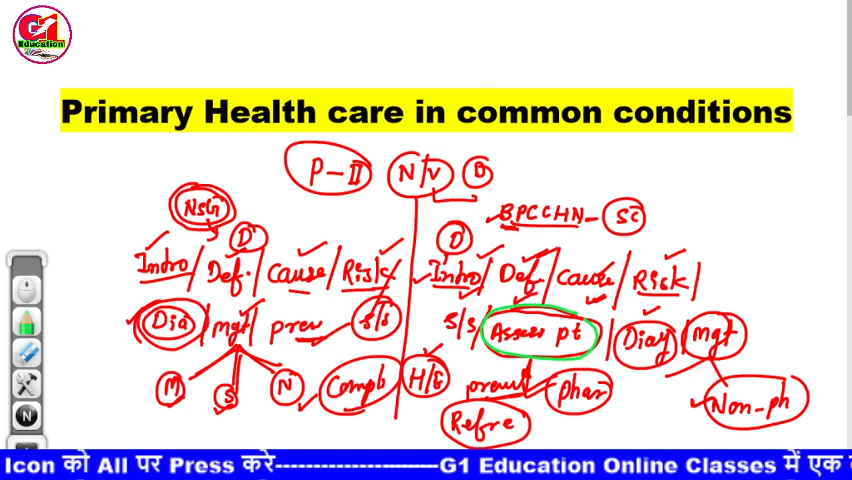 G1
Education
Primary Health care in common conditions
P-II N/V B
NSG BPCCHN - SC
D D
Intro / Def. / Cause / Risk / Intro / Def / Cause / Risk /
Dia / mgt / prev S/S S/S / Assess pt / Diag / mgt
M S N Compl H/E prevent phar Non-ph
Refre
N
Icon को All पर Press करे-----------------------G1 Education Online Classes में एक